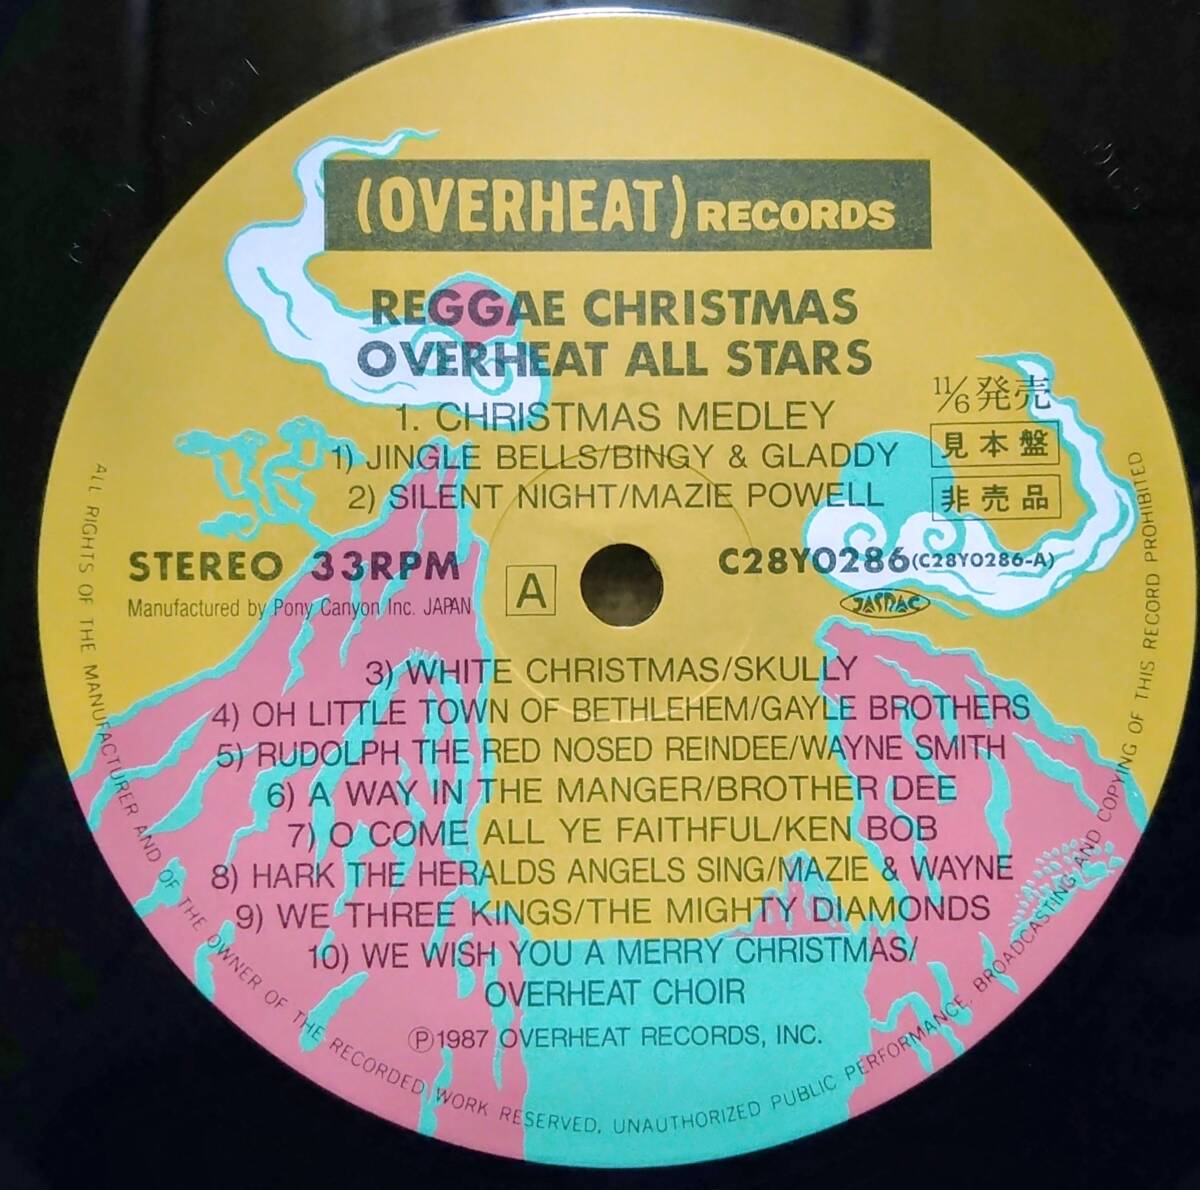 (OVERHEAT) RECORDS
REGGAE CHRISTMAS
OVERHEAT ALL STARS
1. CHRISTMAS MEDLEY
1) JINGLE BELLS/BINGY & GLADDY
2) SILENT NIGHT/MAZIE POWELL
11/6 発売
見本盤
非売品
STEREO 33RPM
Manufactured by Pony Canyon Inc. JAPAN
A
C28Y0286(C28Y0286-A)
JASRAC
3) WHITE CHRISTMAS/SKULLY
4) OH LITTLE TOWN OF BETHLEHEM/GAYLE BROTHERS
5) RUDOLPH THE RED NOSED REINDEE/WAYNE SMITH
6) A WAY IN THE MANGER/BROTHER DEE
7) O COME ALL YE FAITHFUL/KEN BOB
8) HARK THE HERALDS ANGELS SING/MAZIE & WAYNE
9) WE THREE KINGS/THE MIGHTY DIAMONDS
10) WE WISH YOU A MERRY CHRISTMAS/
OVERHEAT CHOIR
Ⓟ1987 OVERHEAT RECORDS, INC.
ALL RIGHTS OF THE MANUFACTURER AND OF THE OWNER OF THE RECORDED WORK RESERVED. UNAUTHORIZED PUBLIC PERFORMANCE. BROADCASTING AND COPYING OF THIS RECORD PROHIBITED